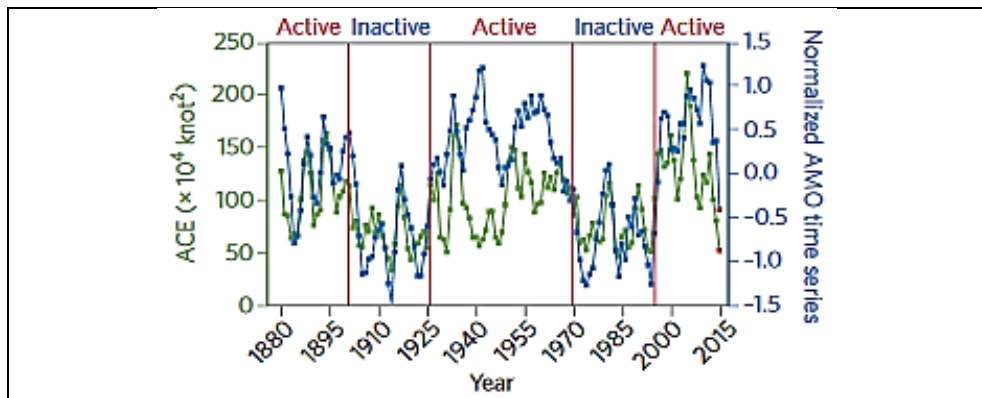 Active Inactive Active Inactive Active
250 1.5
200 1.0
150 0.5
0.0
100 −0.5
50 −1.0
0 −1.5
ACE (× 10⁴ knot²)
Normalized AMO time series
1880 1895 1910 1925 1940 1955 1970 1985 2000 2015
Year